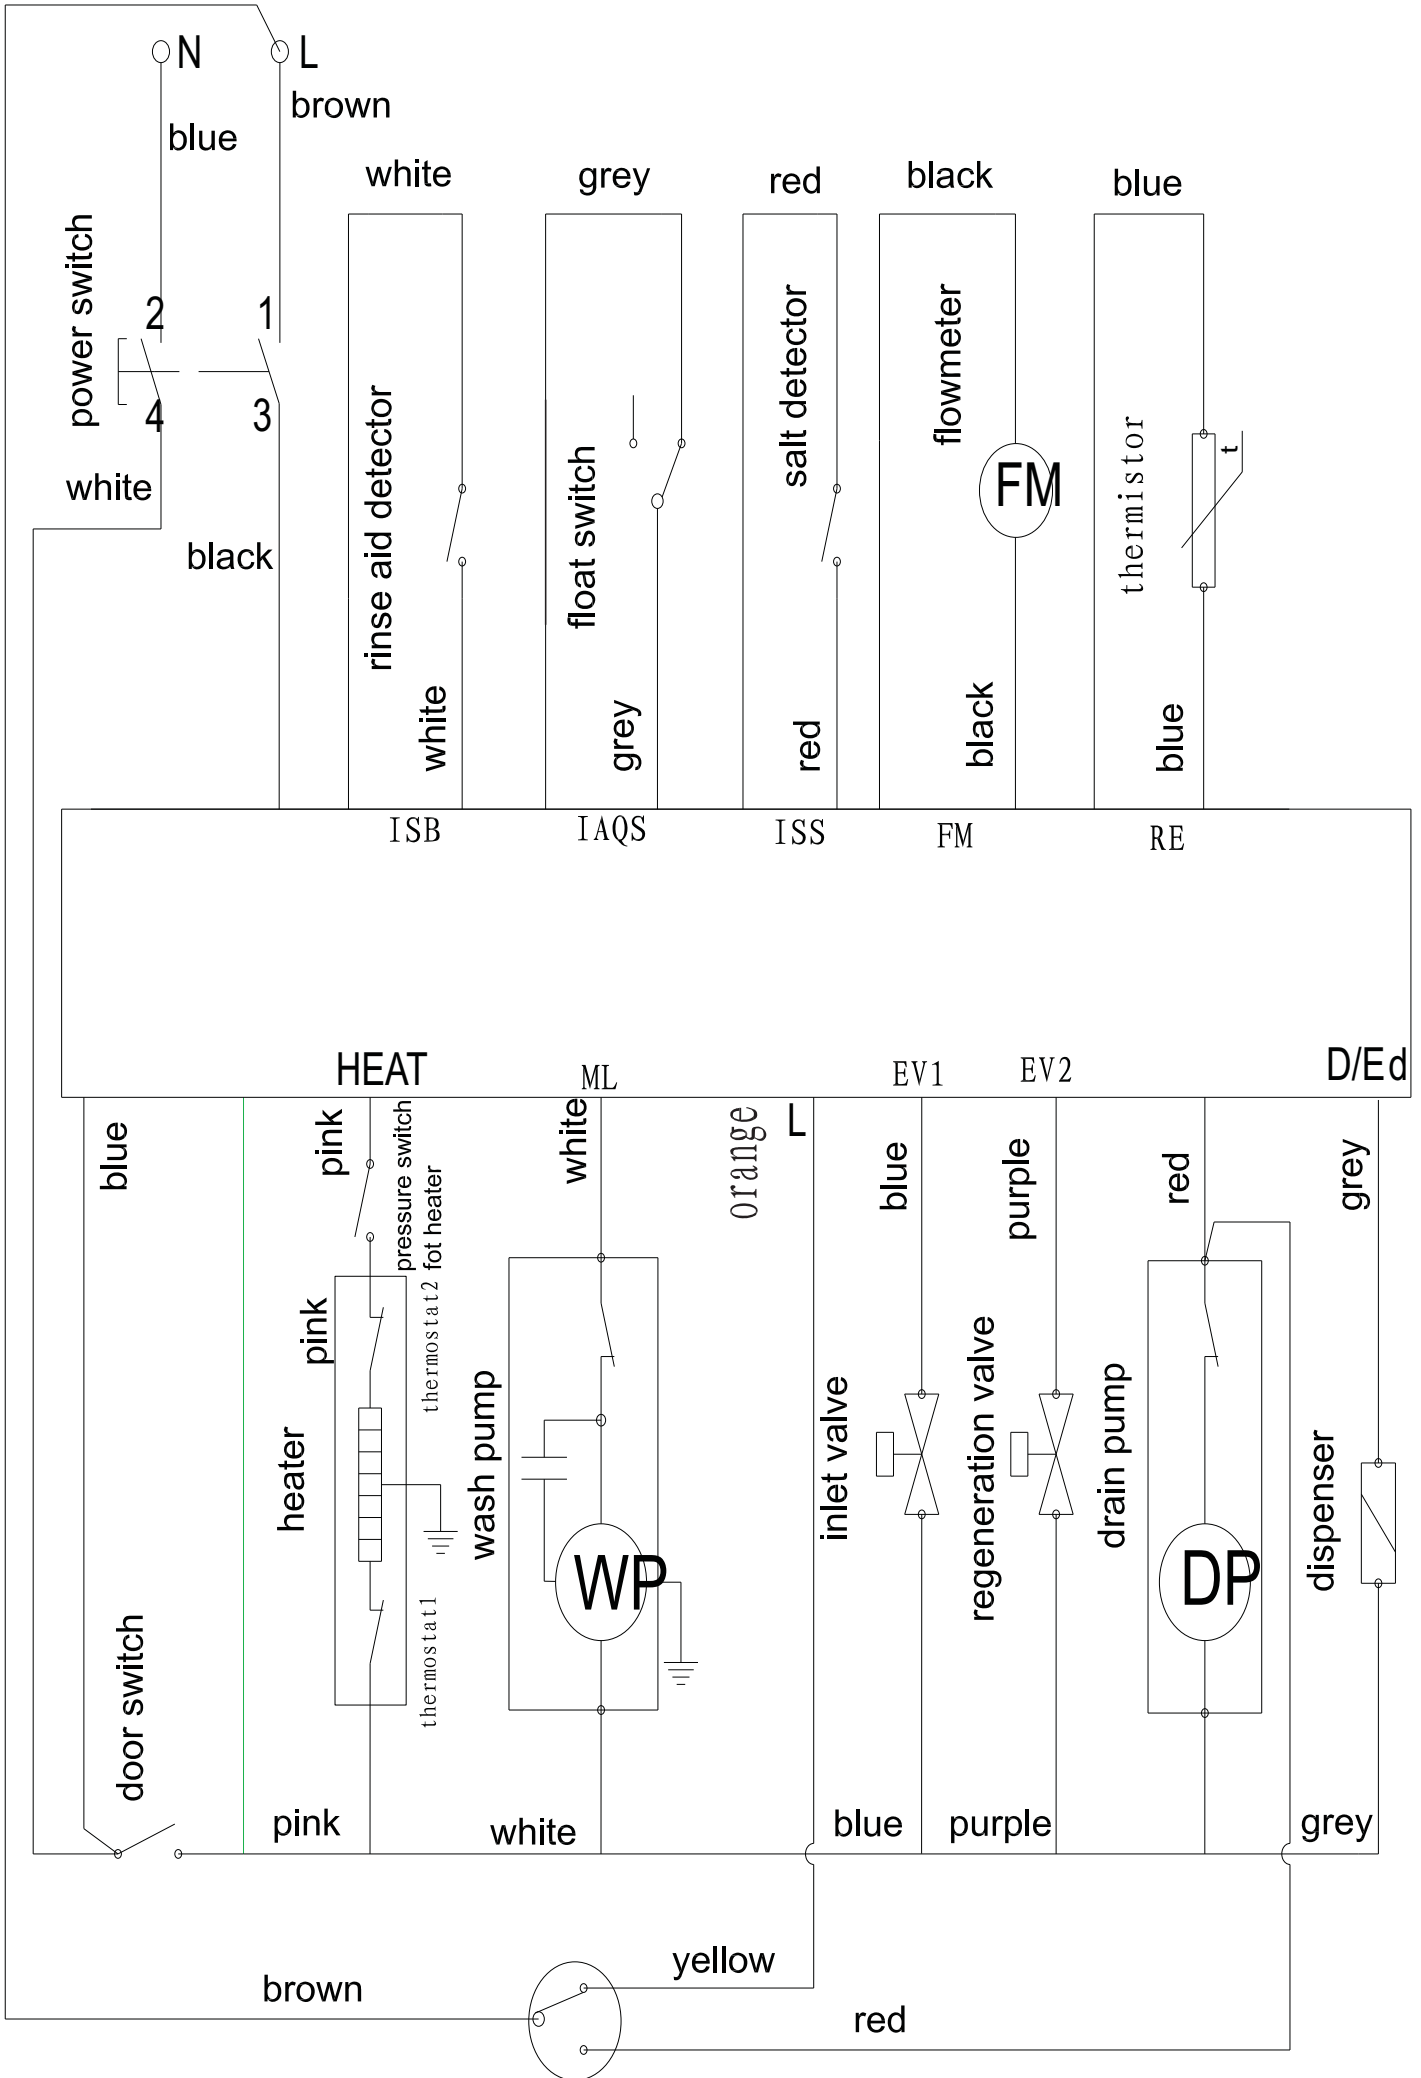 N
L
brown
blue
white
grey
red
black
blue
power switch
2
1
4
3
white
black
rinse aid detector
float switch
salt detector
flowmeter
FM
thermistor
t
white
grey
red
black
blue
ISB
IAQS
ISS
FM
RE
HEAT
ML
EV1
EV2
D/Ed
blue
pink
pressure switch
fot heater
white
orange
L
blue
purple
red
grey
pink
thermostat2
heater
thermostat1
wash pump
WP
inlet valve
regeneration valve
drain pump
DP
dispenser
door switch
pink
white
blue
purple
grey
brown
yellow
red